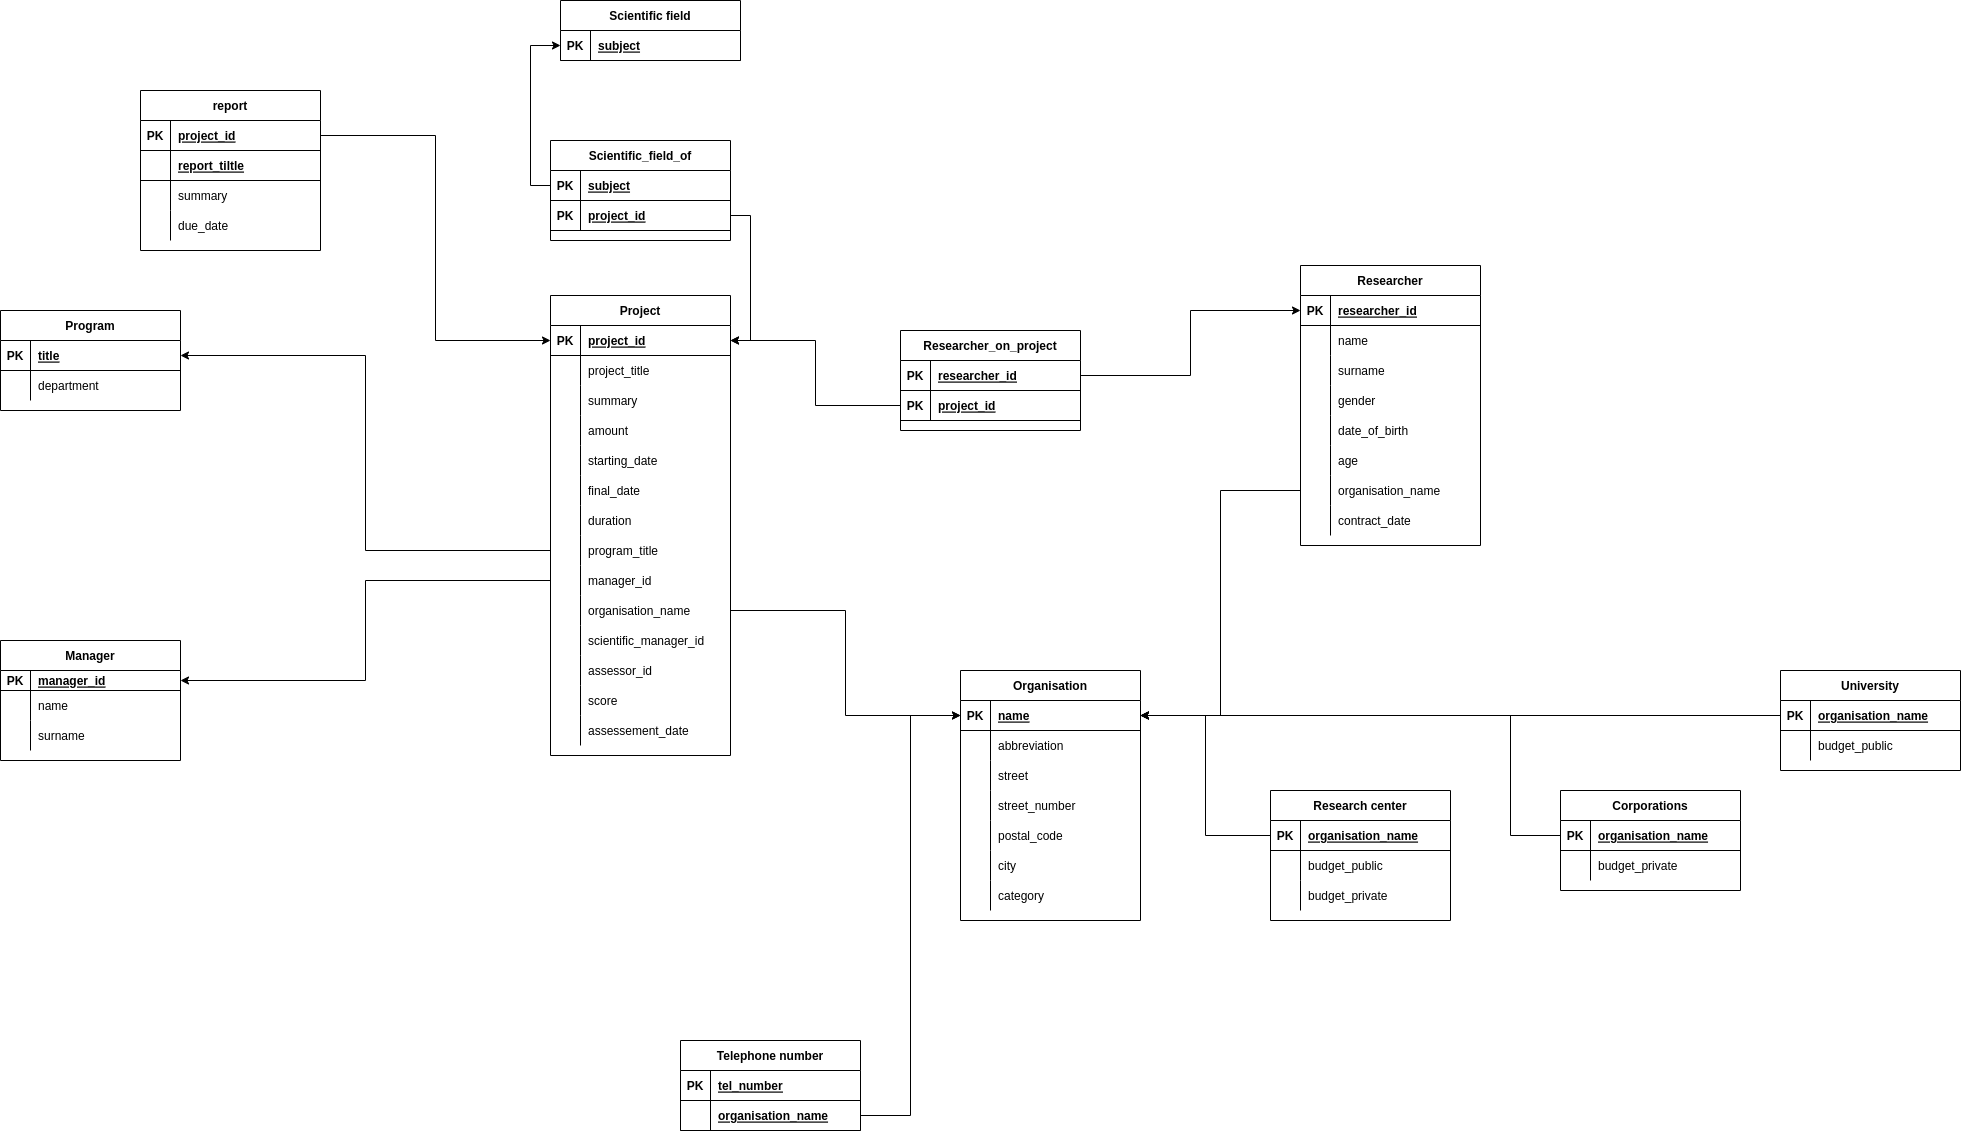 Scientific field
PK subject
report
PK project_id
report_tiltle
summary
due_date
Scientific_field_of
PK subject
PK project_id
Program
PK title
department
Project
PK project_id
project_title
summary
amount
starting_date
final_date
duration
program_title
manager_id
organisation_name
scientific_manager_id
assessor_id
score
assessement_date
Researcher_on_project
PK researcher_id
PK project_id
Researcher
PK researcher_id
name
surname
gender
date_of_birth
age
organisation_name
contract_date
Manager
PK manager_id
name
surname
Organisation
PK name
abbreviation
street
street_number
postal_code
city
category
Research center
PK organisation_name
budget_public
budget_private
Corporations
PK organisation_name
budget_private
University
PK organisation_name
budget_public
Telephone number
PK tel_number
organisation_name